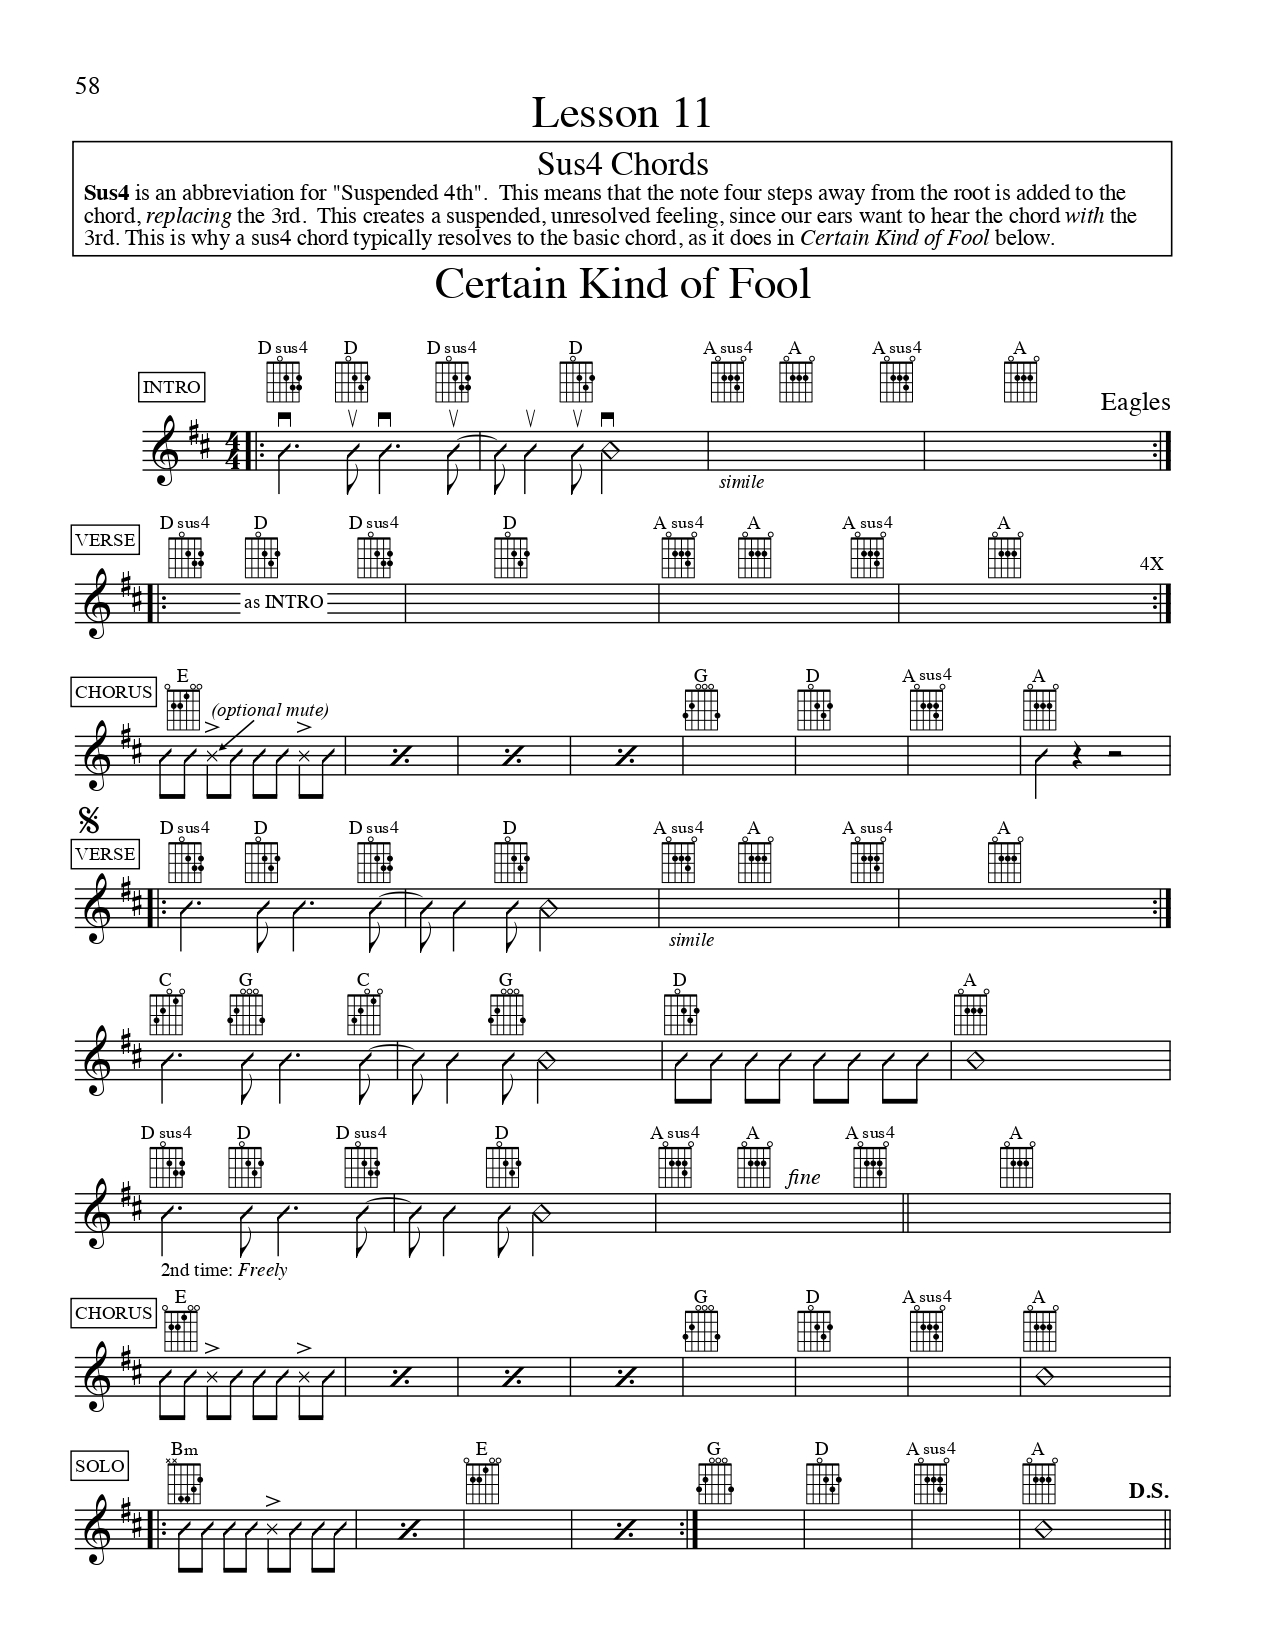 58
Lesson 11
Sus4 Chords
Sus4 is an abbreviation for "Suspended 4th".  This means that the note four steps away from the root is added to the
chord, replacing the 3rd.  This creates a suspended, unresolved feeling, since our ears want to hear the chord with the
3rd. This is why a sus4 chord typically resolves to the basic chord, as it does in Certain Kind of Fool below.
Certain Kind of Fool
D sus4 D D sus4 D A sus4 A A sus4 A
INTRO
Eagles
4/4
simile
D sus4 D D sus4 D A sus4 A A sus4 A
VERSE
4X
as INTRO
E G D A sus4 A
CHORUS
(optional mute)
D sus4 D D sus4 D A sus4 A A sus4 A
VERSE
simile
C G C G D A
D sus4 D D sus4 D A sus4 A A sus4 A
fine
2nd time: Freely
E G D A sus4 A
CHORUS
Bm E G D A sus4 A
SOLO
D.S.